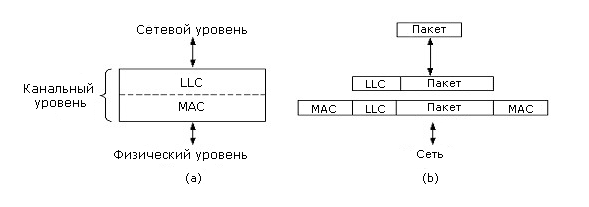 Сетевой уровень
Канальный
уровень
LLC
MAC
Физический уровень
(a)
Пакет
LLC Пакет
MAC LLC Пакет MAC
Сеть
(b)